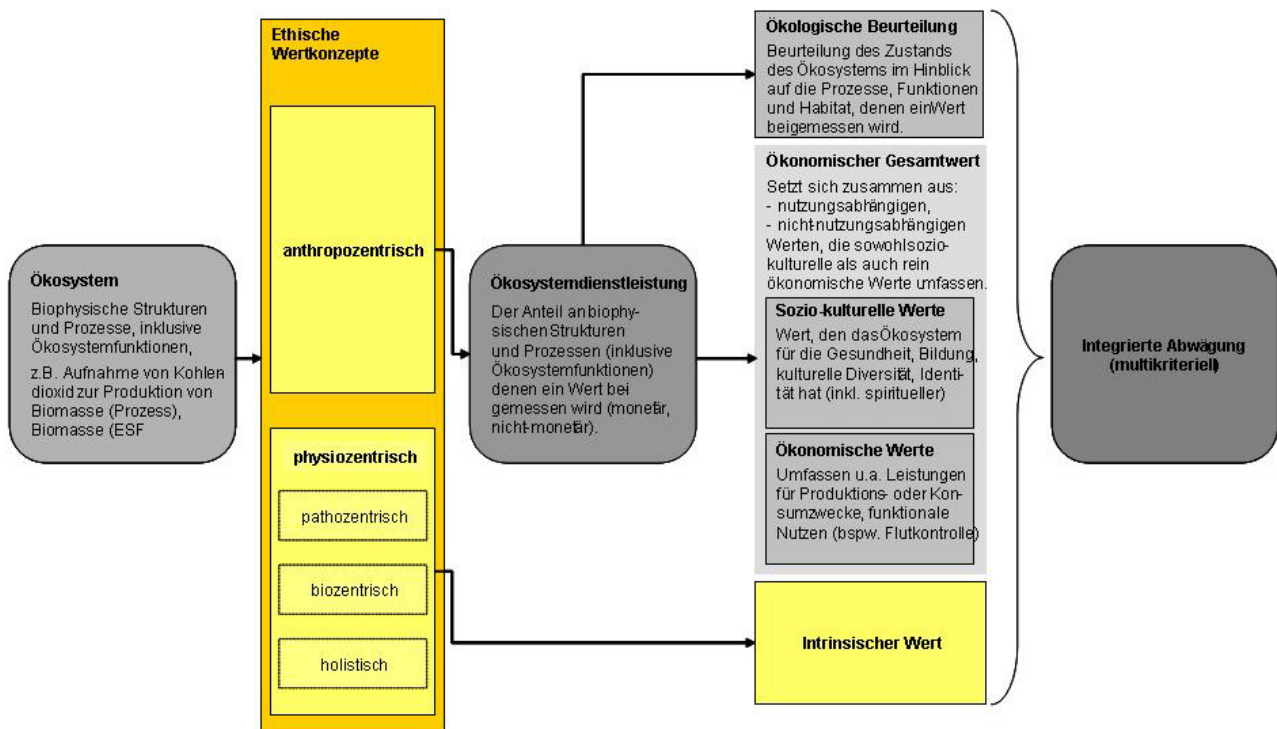 Ökosystem
Biophysische Strukturen
und Prozesse, inklusive
Ökosystemfunktionen,
z.B. Aufnahme von Kohlen
dioxid zur Produktion von
Biomasse (Prozess),
Biomasse (ESF
Ethische
Wertkonzepte
anthropozentrisch
physiozentrisch
pathozentrisch
biozentrisch
holistisch
Ökosystemdienstleistung
Der Anteil an biophy-
sischen Strukturen
und Prozessen (inklusive
Ökosystemfunktionen)
denen ein Wert bei
gemessen wird (monetär,
nicht-monetär).
Ökologische Beurteilung
Beurteilung des Zustands
des Ökosystems im Hinblick
auf die Prozesse, Funktionen
und Habitat, denen ein Wert
beigemessen wird.
Ökonomischer Gesamtwert
Setzt sich zusammen aus:
- nutzungsabhängigen,
- nicht-nutzungsabhängigen
Werten, die sowohl sozio-
kulturelle als auch rein
ökonomische Werte umfassen.
Sozio-kulturelle Werte
Wert, den das Ökosystem
für die Gesundheit, Bildung,
kulturelle Diversität, Identi-
tät hat (inkl. spiritueller)
Ökonomische Werte
Umfassen u.a. Leistungen
für Produktions- oder Kon-
sumzwecke, funktionale
Nutzen (bspw. Flutkontrolle)
Intrinsischer Wert
Integrierte Abwägung
(multikriteriell)